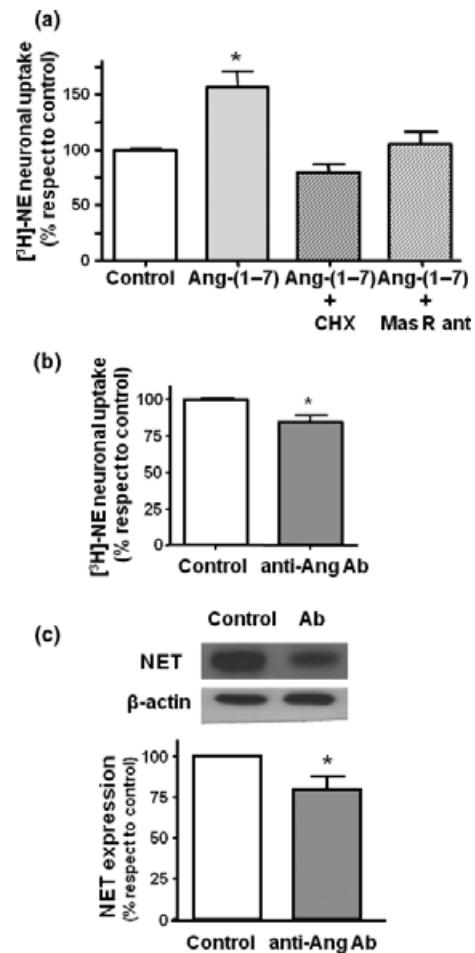 (a)
[³H]-NE neuronal uptake
(% respect to control)
150
100
50
0
Control
Ang-(1–7)
Ang-(1–7)
+
CHX
Ang-(1–7)
+
Mas R ant
*
(b)
[³H]-NE neuronal uptake
(% respect to control)
100
75
50
25
0
*
Control
anti-Ang Ab
(c)
Control Ab
NET
β-actin
NET expression
(% respect to control)
100
75
50
25
0
*
Control
anti-Ang Ab